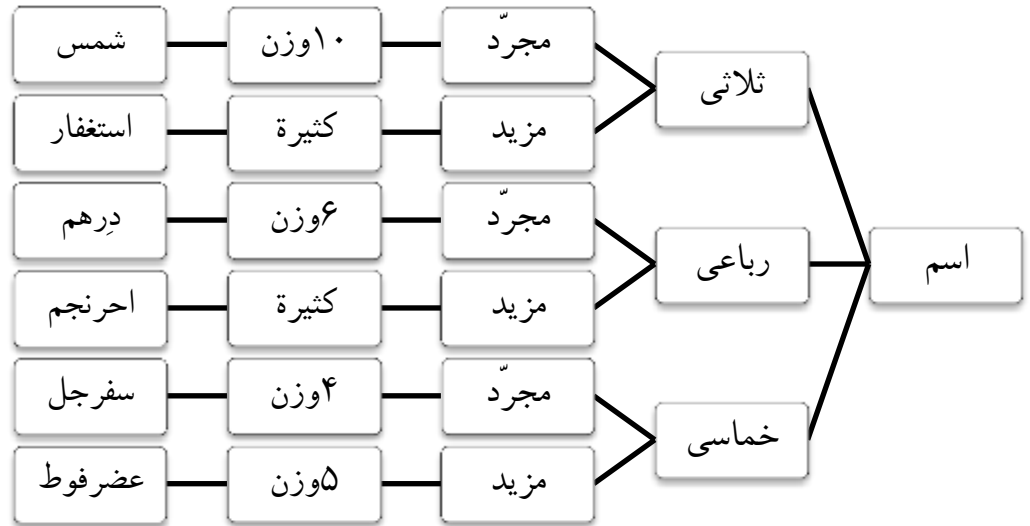 اسم
ثلاثی
مجرّد
۱۰وزن
شمس
مزید
کثیرة
استغفار
رباعی
مجرّد
۶وزن
دِرهم
مزید
کثیرة
احرنجم
خماسی
مجرّد
۴وزن
سفرجل
مزید
۵وزن
عضرفوط